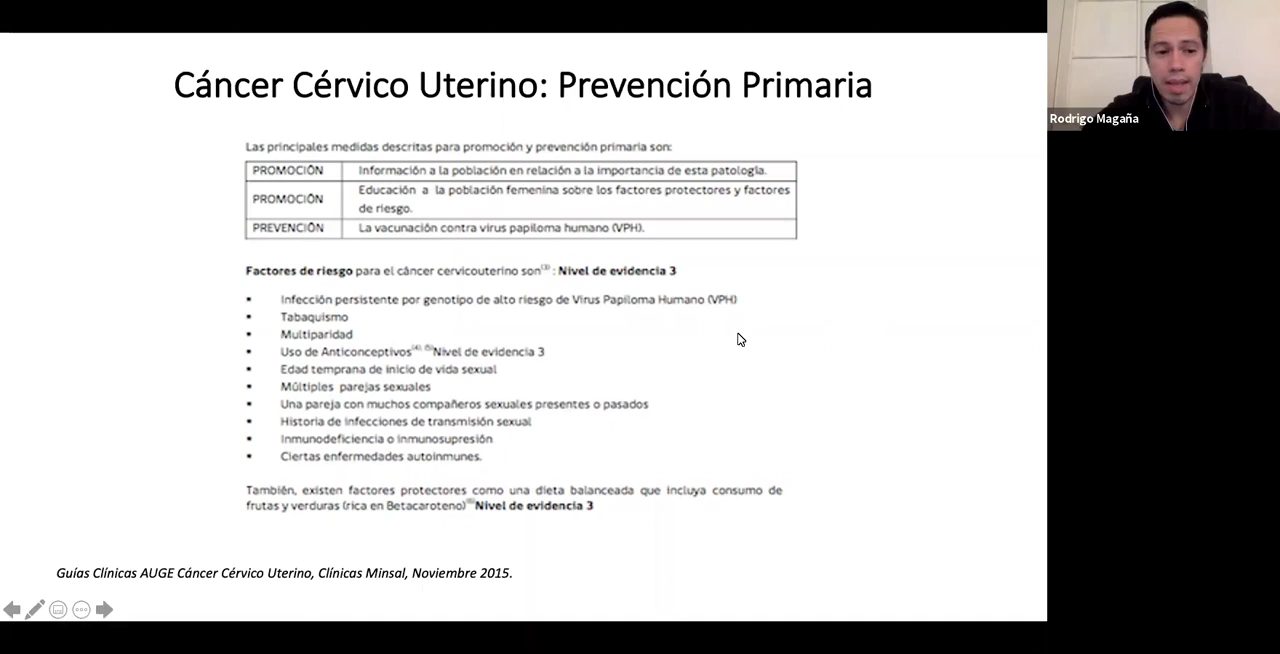 Cáncer Cérvico Uterino: Prevención Primaria
Rodrigo Magaña
Las principales medidas descritas para promoción y prevención primaria son:
PROMOCIÓN Información a la población en relación a la importancia de esta patología.
PROMOCIÓN Educación a la población femenina sobre los factores protectores y factores
de riesgo.
PREVENCIÓN La vacunación contra virus papiloma humano (VPH).
Factores de riesgo para el cáncer cervicouterino son(3) : Nivel de evidencia 3
▪ Infección persistente por genotipo de alto riesgo de Virus Papiloma Humano (VPH)
▪ Tabaquismo
▪ Multiparidad
▪ Uso de Anticonceptivos(4), (5)Nivel de evidencia 3
▪ Edad temprana de inicio de vida sexual
▪ Múltiples parejas sexuales
▪ Una pareja con muchos compañeros sexuales presentes o pasados
▪ Historia de infecciones de transmisión sexual
▪ Inmunodeficiencia o inmunosupresión
▪ Ciertas enfermedades autoinmunes.
También, existen factores protectores como una dieta balanceada que incluya consumo de
frutas y verduras (rica en Betacaroteno)(6)Nivel de evidencia 3
Guías Clínicas AUGE Cáncer Cérvico Uterino, Clínicas Minsal, Noviembre 2015.